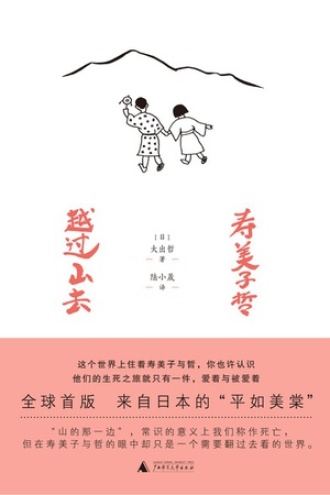 寿美子哲
越过山去
［日］
大出哲
著
陆小晟
译
这个世界上住着寿美子与哲，你也许认识
他们的生死之旅就只有一件，爱着与被爱着
全球首版 来自日本的“平如美棠”
“山的那一边”，常识的意义上我们称作死亡，
但在寿美子与哲的眼中却只是一个需要翻过去看的世界。
广西师范大学出版社